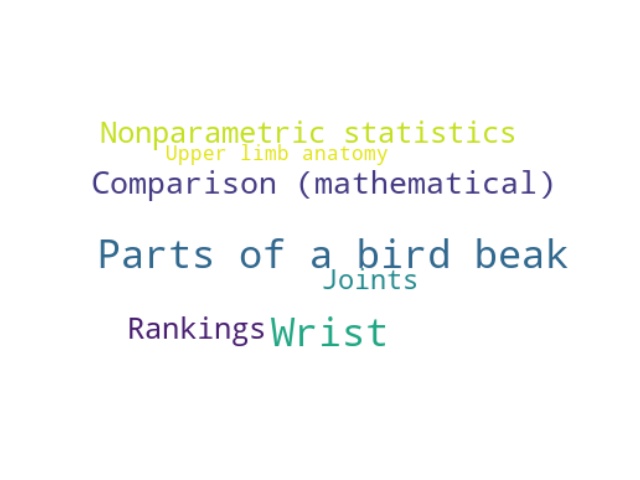 Nonparametric statistics
Upper limb anatomy
Comparison (mathematical)
Parts of a bird beak
Joints
Rankings Wrist